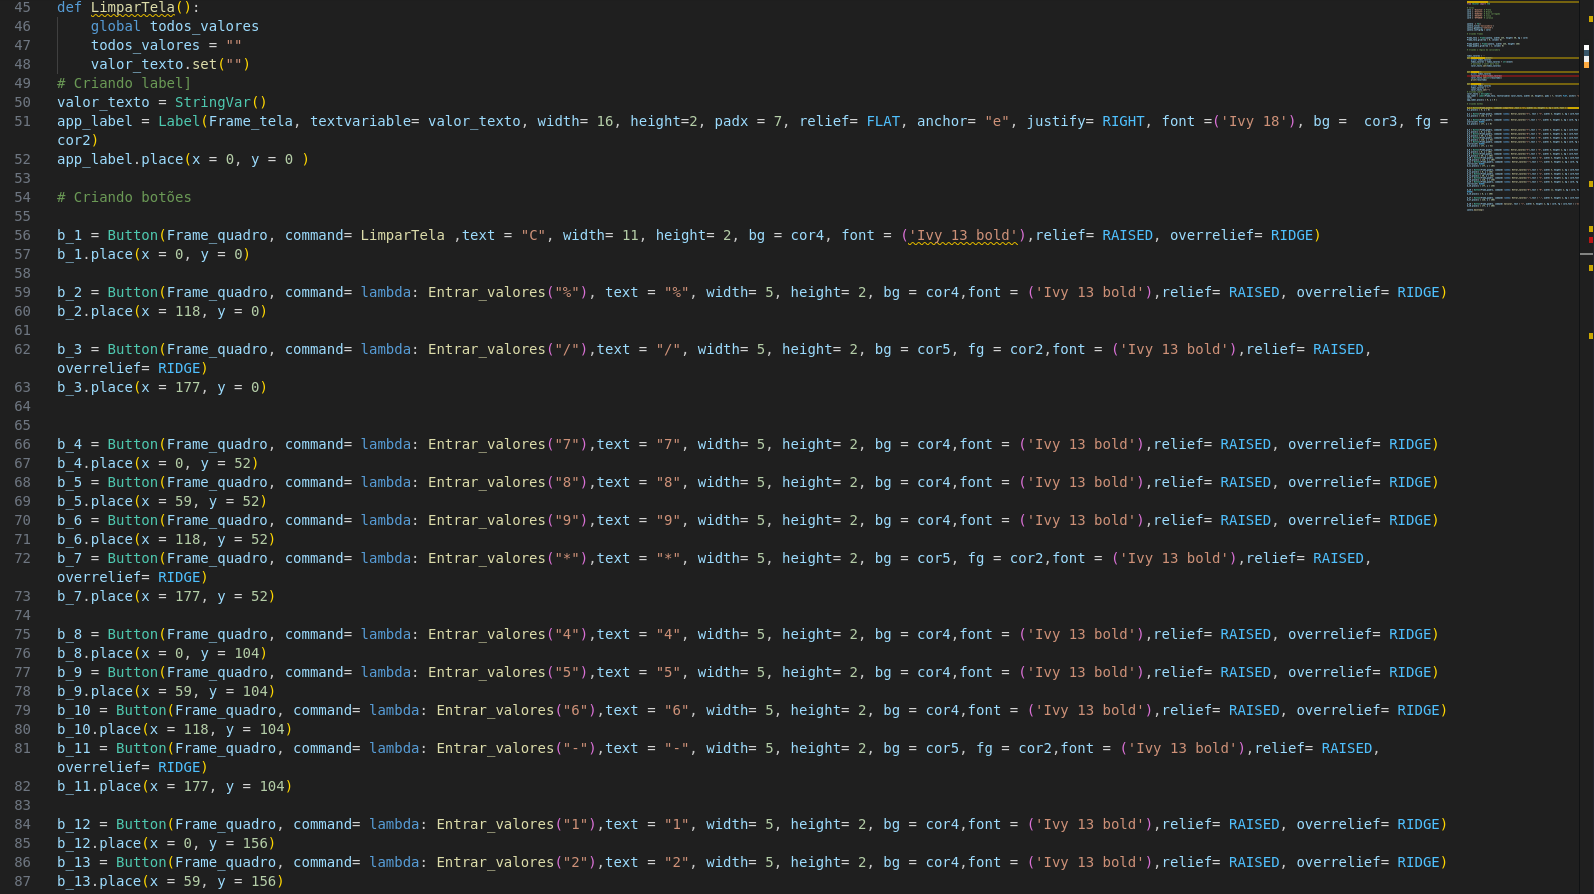 45 def LimparTela():
46 global todos_valores
47 todos_valores = ""
48 valor_texto.set("")
49 # Criando label]
50 valor_texto = StringVar()
51 app_label = Label(Frame_tela, textvariable= valor_texto, width= 16, height=2, padx = 7, relief= FLAT, anchor= "e", justify= RIGHT, font =('Ivy 18'), bg =  cor3, fg =
cor2)
52 app_label.place(x = 0, y = 0 )
53
54 # Criando botões
55
56 b_1 = Button(Frame_quadro, command= LimparTela ,text = "C", width= 11, height= 2, bg = cor4, font = ('Ivy 13 bold'),relief= RAISED, overrelief= RIDGE)
57 b_1.place(x = 0, y = 0)
58
59 b_2 = Button(Frame_quadro, command= lambda: Entrar_valores("%"), text = "%", width= 5, height= 2, bg = cor4,font = ('Ivy 13 bold'),relief= RAISED, overrelief= RIDGE)
60 b_2.place(x = 118, y = 0)
61
62 b_3 = Button(Frame_quadro, command= lambda: Entrar_valores("/"),text = "/", width= 5, height= 2, bg = cor5, fg = cor2,font = ('Ivy 13 bold'),relief= RAISED,
overrelief= RIDGE)
63 b_3.place(x = 177, y = 0)
64
65
66 b_4 = Button(Frame_quadro, command= lambda: Entrar_valores("7"),text = "7", width= 5, height= 2, bg = cor4,font = ('Ivy 13 bold'),relief= RAISED, overrelief= RIDGE)
67 b_4.place(x = 0, y = 52)
68 b_5 = Button(Frame_quadro, command= lambda: Entrar_valores("8"),text = "8", width= 5, height= 2, bg = cor4,font = ('Ivy 13 bold'),relief= RAISED, overrelief= RIDGE)
69 b_5.place(x = 59, y = 52)
70 b_6 = Button(Frame_quadro, command= lambda: Entrar_valores("9"),text = "9", width= 5, height= 2, bg = cor4,font = ('Ivy 13 bold'),relief= RAISED, overrelief= RIDGE)
71 b_6.place(x = 118, y = 52)
72 b_7 = Button(Frame_quadro, command= lambda: Entrar_valores("*"),text = "*", width= 5, height= 2, bg = cor5, fg = cor2,font = ('Ivy 13 bold'),relief= RAISED,
overrelief= RIDGE)
73 b_7.place(x = 177, y = 52)
74
75 b_8 = Button(Frame_quadro, command= lambda: Entrar_valores("4"),text = "4", width= 5, height= 2, bg = cor4,font = ('Ivy 13 bold'),relief= RAISED, overrelief= RIDGE)
76 b_8.place(x = 0, y = 104)
77 b_9 = Button(Frame_quadro, command= lambda: Entrar_valores("5"),text = "5", width= 5, height= 2, bg = cor4,font = ('Ivy 13 bold'),relief= RAISED, overrelief= RIDGE)
78 b_9.place(x = 59, y = 104)
79 b_10 = Button(Frame_quadro, command= lambda: Entrar_valores("6"),text = "6", width= 5, height= 2, bg = cor4,font = ('Ivy 13 bold'),relief= RAISED, overrelief= RIDGE)
80 b_10.place(x = 118, y = 104)
81 b_11 = Button(Frame_quadro, command= lambda: Entrar_valores("-"),text = "-", width= 5, height= 2, bg = cor5, fg = cor2,font = ('Ivy 13 bold'),relief= RAISED,
overrelief= RIDGE)
82 b_11.place(x = 177, y = 104)
83
84 b_12 = Button(Frame_quadro, command= lambda: Entrar_valores("1"),text = "1", width= 5, height= 2, bg = cor4,font = ('Ivy 13 bold'),relief= RAISED, overrelief= RIDGE)
85 b_12.place(x = 0, y = 156)
86 b_13 = Button(Frame_quadro, command= lambda: Entrar_valores("2"),text = "2", width= 5, height= 2, bg = cor4,font = ('Ivy 13 bold'),relief= RAISED, overrelief= RIDGE)
87 b_13.place(x = 59, y = 156)